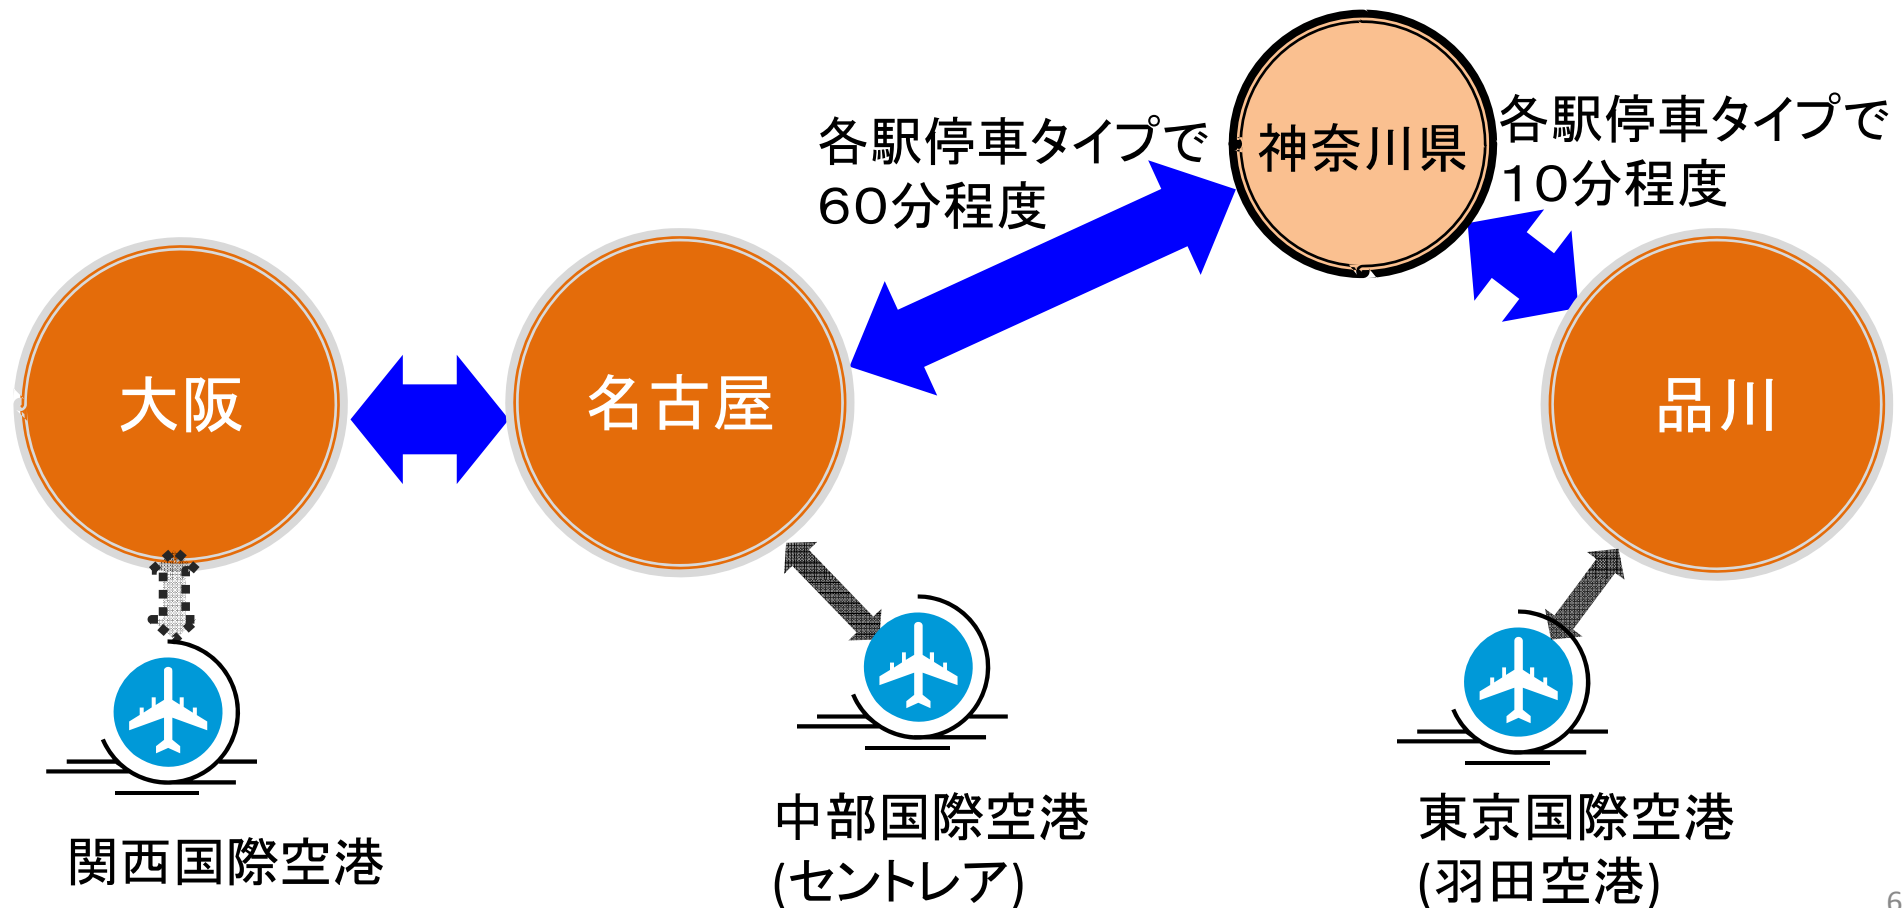 各駅停車タイプで
60分程度
神奈川県
各駅停車タイプで
10分程度
大阪
名古屋
品川
関西国際空港
中部国際空港
(セントレア)
東京国際空港
(羽田空港)
6